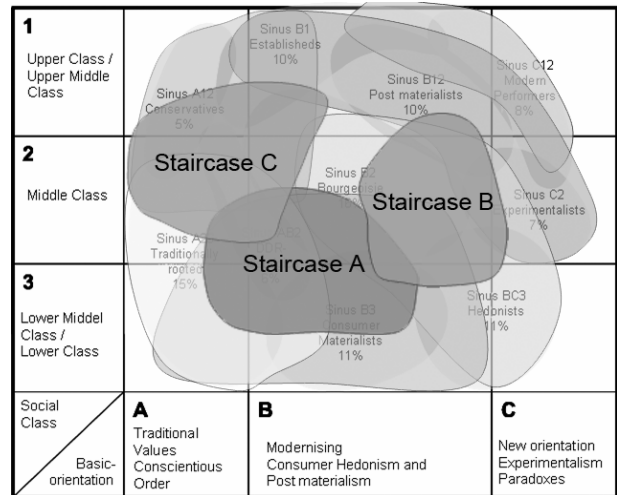 1
Upper Class /
Upper Middle
Class
Sinus B1
Establisheds
10%
Sinus A12
Conservatives
5%
Sinus B12
Post materialists
10%
Sinus C12
Modern
Performers
8%
2
Middle Class
Staircase C
Sinus B2
Staircase B
Sinus C2
Experimentalists
7%
Traditionally
rooted
15%
Staircase A
3
Lower Middel
Class /
Lower Class
Sinus B3
Consumer
Materialists
11%
Sinus BC3
Hedonists
11%
Social
Class
Basic-
orientation
A
Traditional
Values
Conscientious
Order
B
Modernising
Consumer Hedonism and
Post materialism
C
New orientation
Experimentalism
Paradoxes